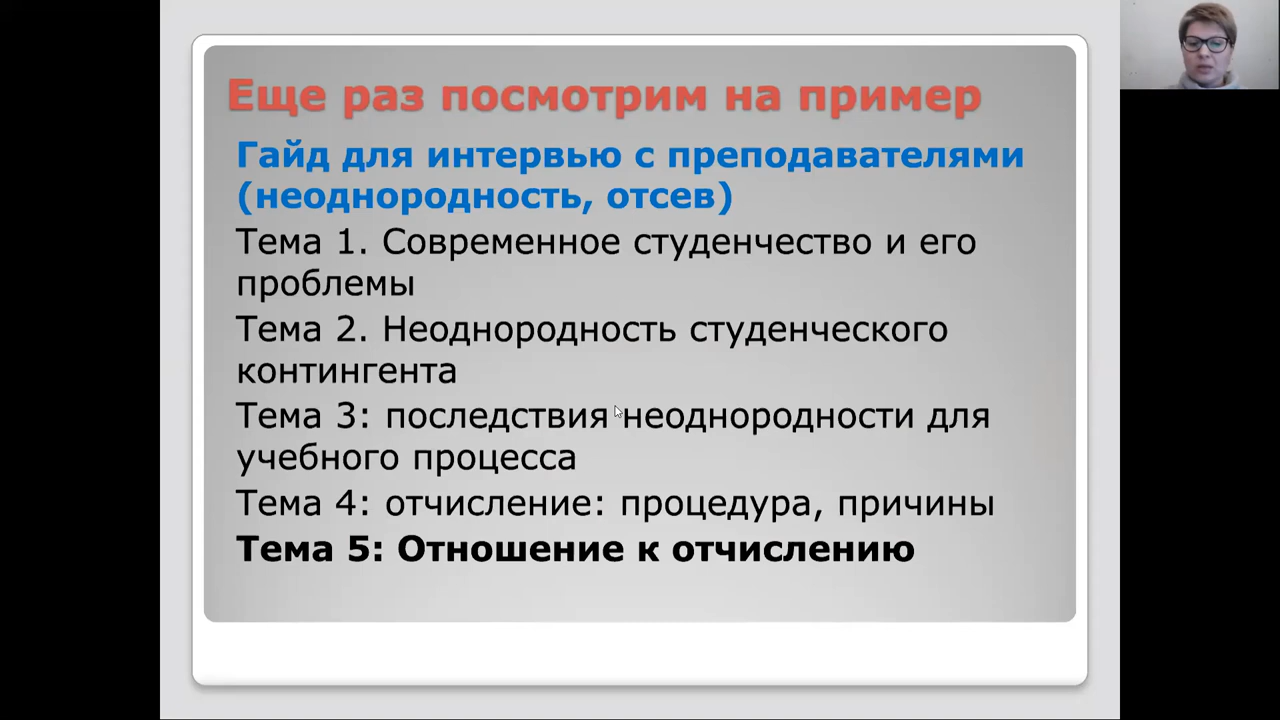 Еще раз посмотрим на пример
Гайд для интервью с преподавателями
(неоднородность, отсев)
Тема 1. Современное студенчество и его
проблемы
Тема 2. Неоднородность студенческого
контингента
Тема 3: последствия неоднородности для
учебного процесса
Тема 4: отчисление: процедура, причины
Тема 5: Отношение к отчислению